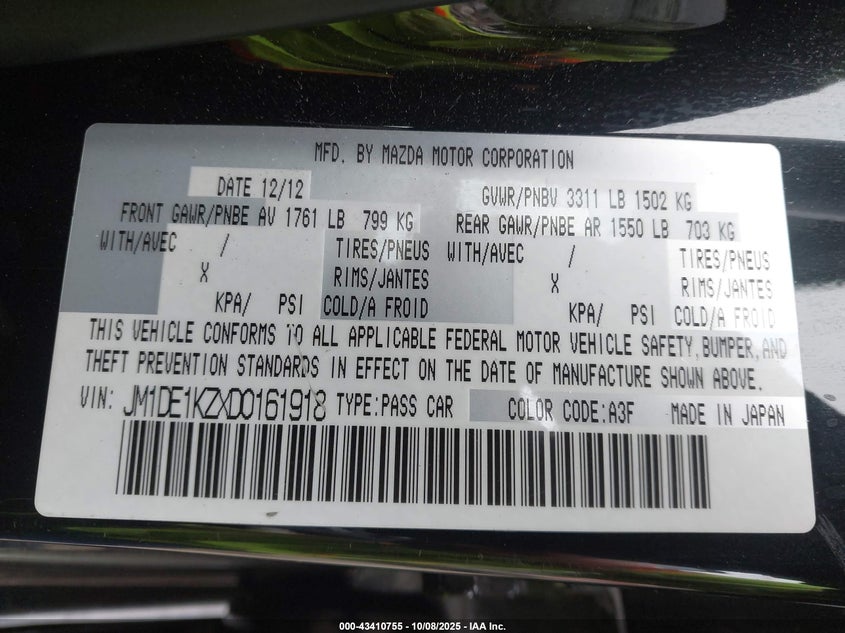 MFD. BY MAZDA MOTOR CORPORATION
DATE 12/12 GVWR/PNBV 3311 LB 1502 KG
FRONT GAWR/PNBE AV 1761 LB 799 KG REAR GAWR/PNBE AR 1550 LB 703 KG
WITH/AVEC / TIRES/PNEUS WITH/AVEC / TIRES/PNEUS
X RIMS/JANTES X RIMS/JANTES
KPA/ PSI COLD/A FROID KPA/ PSI COLD/A FROID
THIS VEHICLE CONFORMS TO ALL APPLICABLE FEDERAL MOTOR VEHICLE SAFETY, BUMPER, AND
THEFT PREVENTION STANDARDS IN EFFECT ON THE DATE OF MANUFACTURE SHOWN ABOVE.
VIN: JM1DE1KZXD0161918 TYPE:PASS CAR COLOR CODE:A3F MADE IN JAPAN
000-43410755 - 10/08/2025 - IAA Inc.